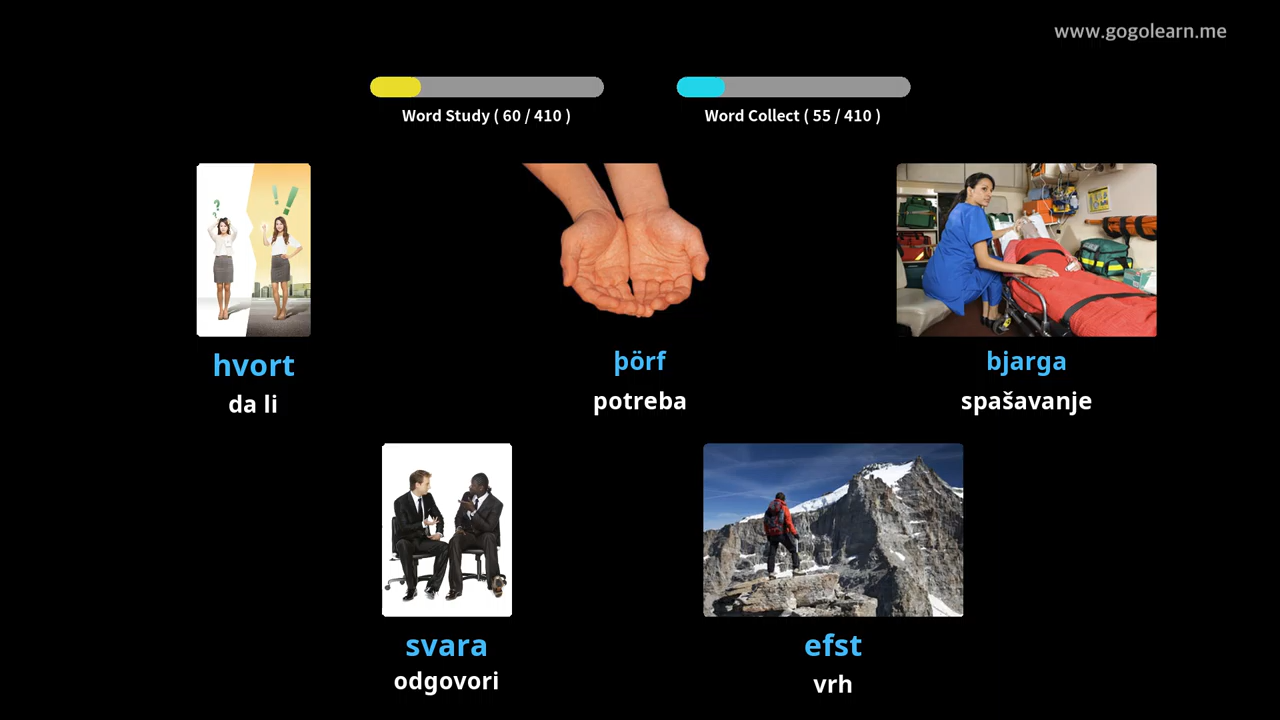 www.gogolearn.me
Word Study ( 60 / 410 )
Word Collect ( 55 / 410 )
hvort
da li
þörf
potreba
bjarga
spašavanje
svara
odgovori
efst
vrh